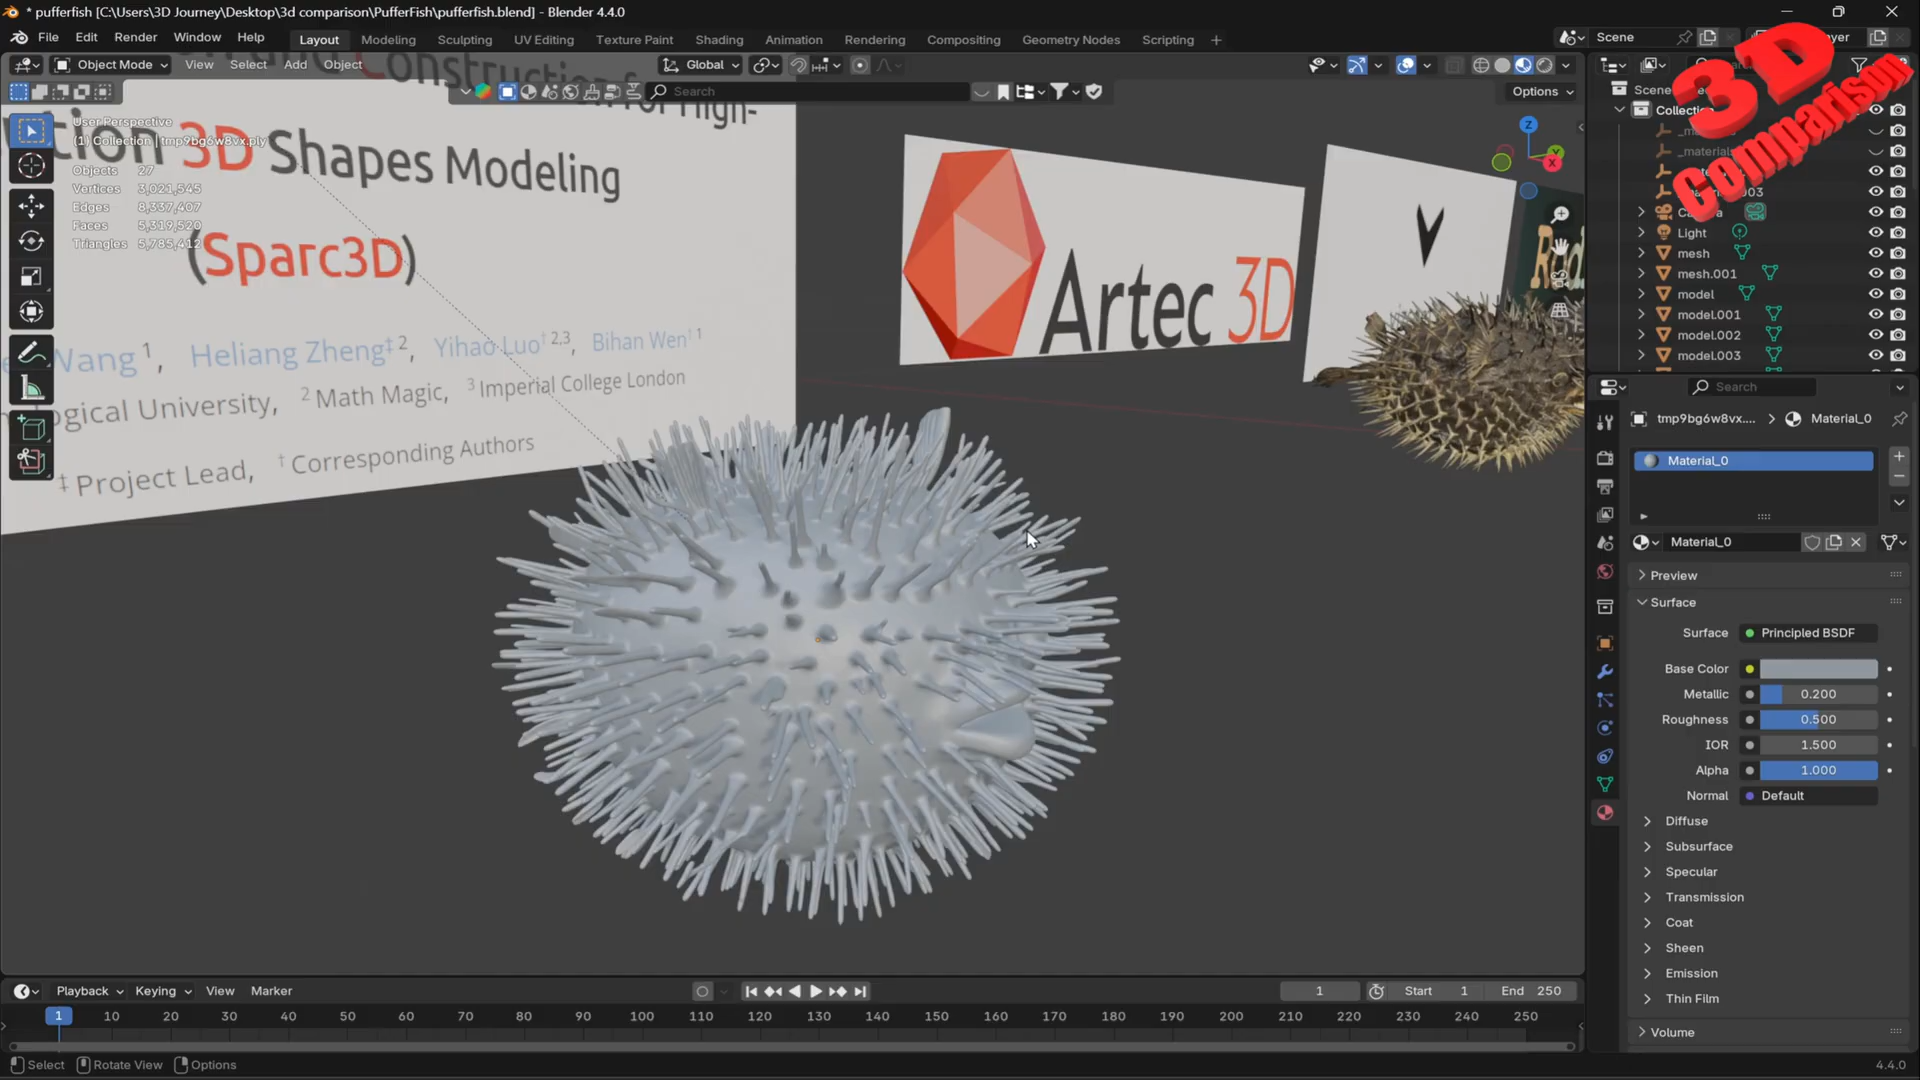 * pufferfish [C:\Users\3D Journey\Desktop\3d comparison\PufferFish\pufferfish.blend] - Blender 4.4.0
File Edit Render Window Help
Layout Modeling Sculpting UV Editing Texture Paint Shading Animation Rendering Compositing Geometry Nodes Scripting +
Scene
Object Mode View Select Add Object
Global
Search
Options
User Perspective
(1) Collection | tmp9bg6w8vx.ply
Objects 27
Vertices 3,021,545
Edges 8,337,407
Faces 5,319,520
Triangles 5,785,412
Construction for High-
3D Shapes Modeling
(Sparc3D)
Wang 1, Heliang Zheng‡ 2, Yihao Luo† 2,3, Bihan Wen† 1
University, 2 Math Magic, 3 Imperial College London
‡ Project Lead, † Corresponding Authors
Artec 3D
Z
Y
X
3D
Comparison
Light
mesh
mesh.001
model
model.001
model.002
model.003
Search
tmp9bg6w8vx.... > Material_0
Material_0
Material_0
Preview
Surface
Surface Principled BSDF
Base Color
Metallic 0.200
Roughness 0.500
IOR 1.500
Alpha 1.000
Normal Default
Diffuse
Subsurface
Specular
Transmission
Coat
Sheen
Emission
Thin Film
Volume
Playback Keying View Marker
1 Start 1 End 250
1 10 20 30 40 50 60 70 80 90 100 110 120 130 140 150 160 170 180 190 200 210 220 230 240 250
Select Rotate View Options
4.4.0